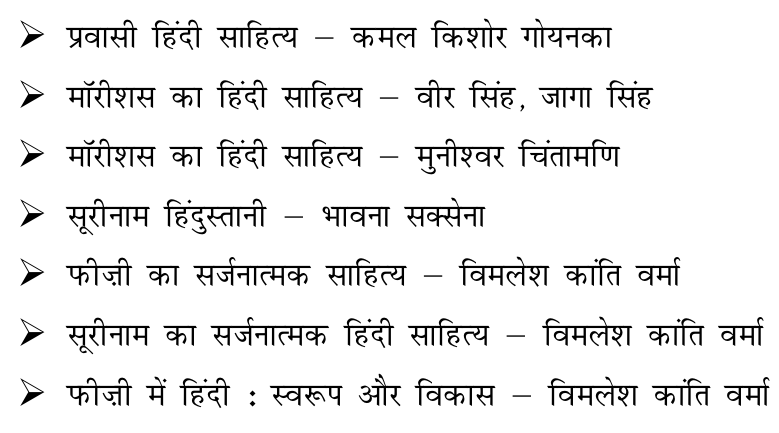 ➢ प्रवासी हिंदी साहित्य – कमल किशोर गोयनका
➢ मॉरीशस का हिंदी साहित्य – वीर सिंह, जागा सिंह
➢ मॉरीशस का हिंदी साहित्य – मुनीश्वर चिंतामणि
➢ सूरीनाम हिंदुस्तानी – भावना सक्सेना
➢ फीज़ी का सर्जनात्मक साहित्य – विमलेश कांति वर्मा
➢ सूरीनाम का सर्जनात्मक हिंदी साहित्य – विमलेश कांति वर्मा
➢ फीज़ी में हिंदी : स्वरूप और विकास – विमलेश कांति वर्मा